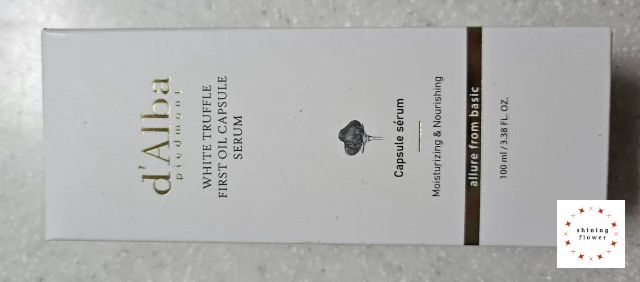 d'Alba
piedmont
WHITE TRUFFLE
FIRST OIL CAPSULE
SERUM
Capsule sérum
Moisturizing & Nourishing
allure from basic
100 ml / 3.38 FL. OZ.
shining
flower